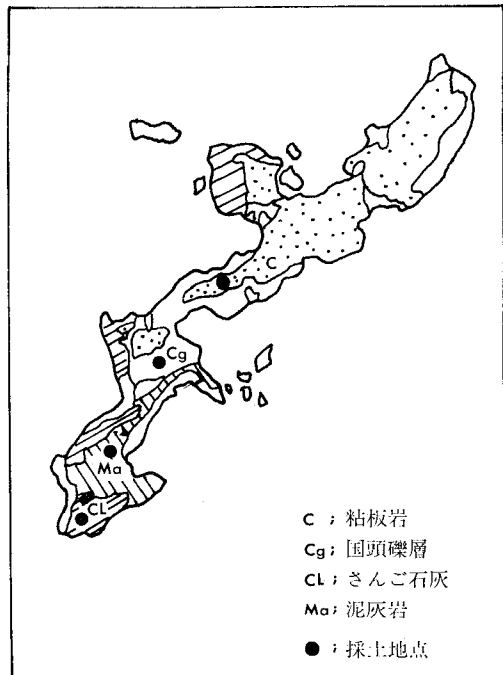 C
Cg
Ma
CL
C ; 粘板岩
Cg ; 国頭礫層
CL ; さんご石灰
Ma ; 泥灰岩
● ; 採土地点